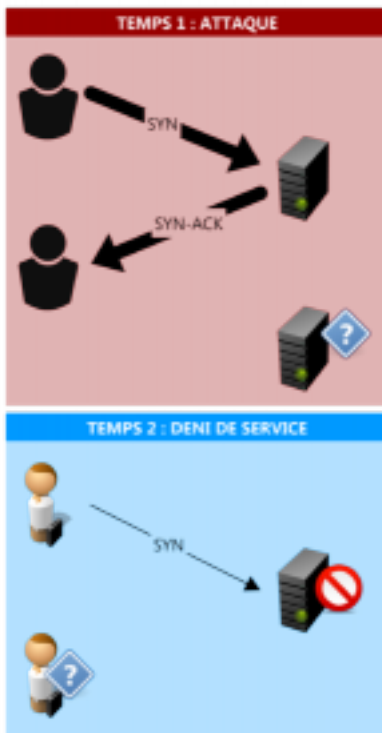 TEMPS 1 : ATTAQUE
SYN
SYN-ACK
?
TEMPS 2 : DENI DE SERVICE
SYN
?